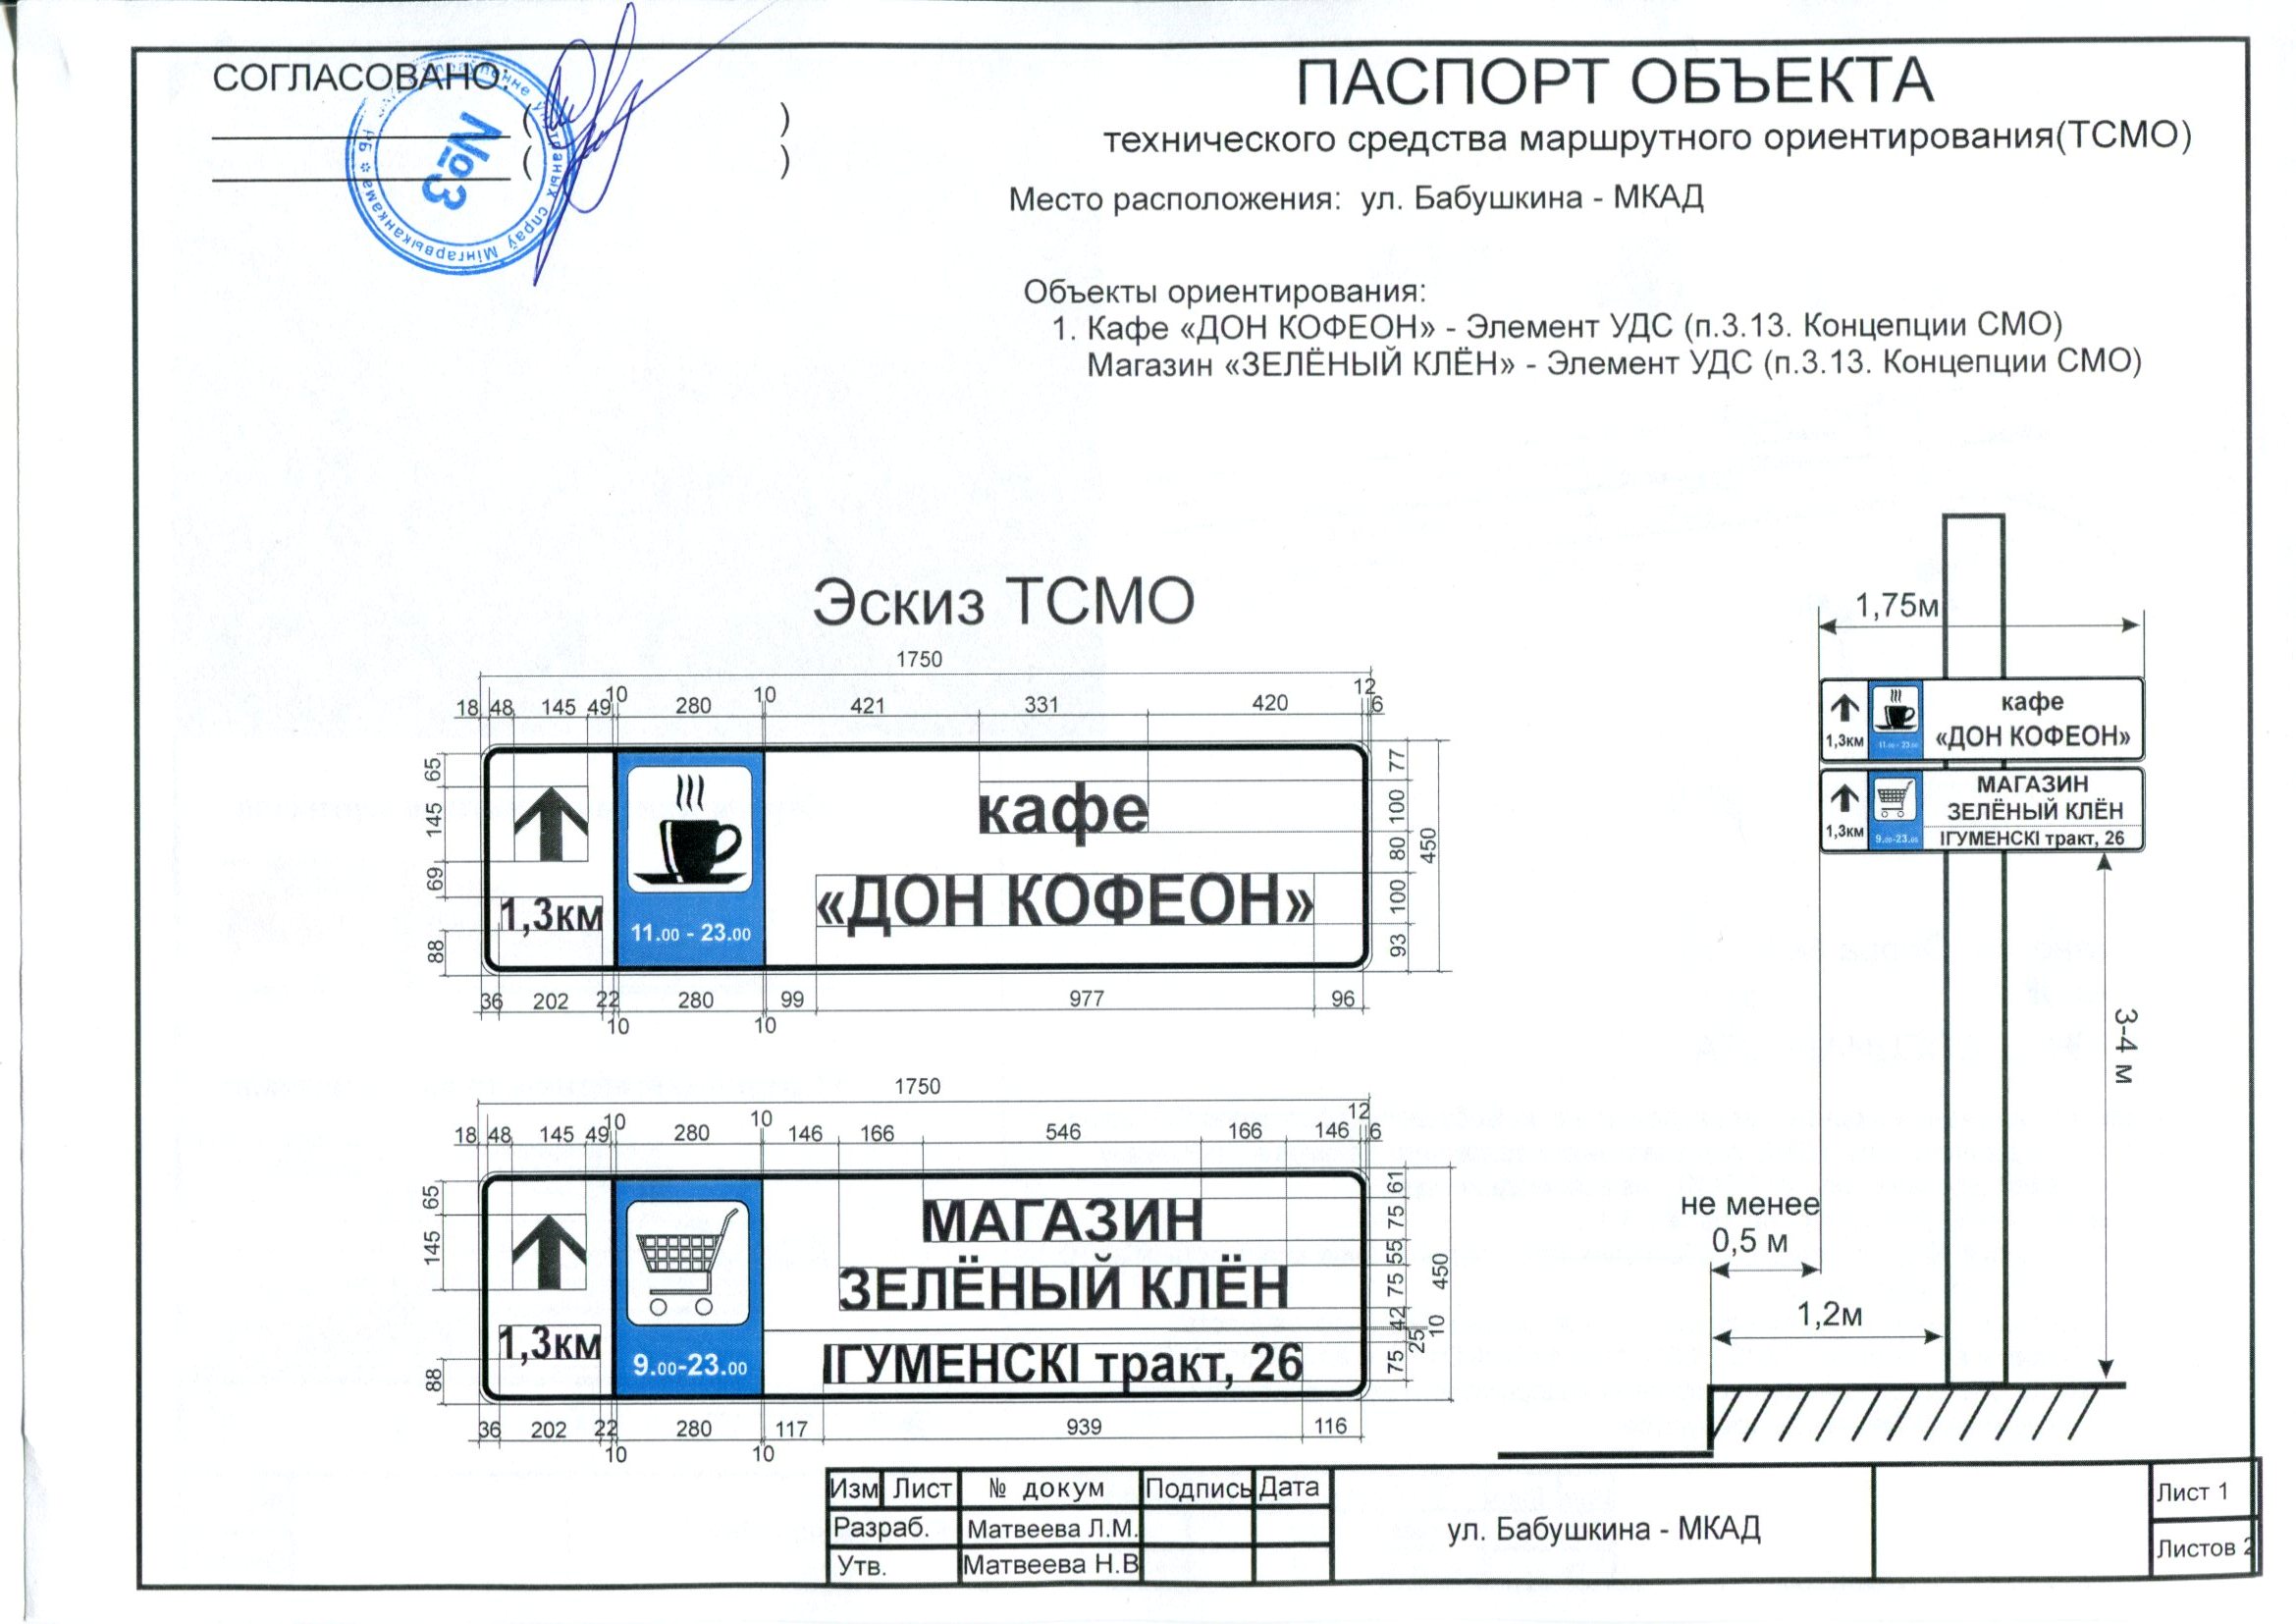 СОГЛАСОВАНО:
( )
( )
№3
ўнутраных спраў Мінгарвыканкама
ПАСПОРТ ОБЪЕКТА
технического средства маршрутного ориентирования(ТСМО)
Место расположения: ул. Бабушкина - МКАД
Объекты ориентирования:
1. Кафе «ДОН КОФЕОН» - Элемент УДС (п.3.13. Концепции СМО)
Магазин «ЗЕЛЁНЫЙ КЛЁН» - Элемент УДС (п.3.13. Концепции СМО)
Эскиз ТСМО
1750
18 48 145 49 10 280 10 421 331 420 12 6
65 145 69 88
1,3км
11.00 - 23.00
кафе
«ДОН КОФЕОН»
77 100 80 100 93 450
36 202 22 10 280 10 99 977 96
1750
18 48 145 49 10 280 10 146 166 546 166 146 12 6
65 145 88
1,3км
9.00-23.00
МАГАЗИН
ЗЕЛЁНЫЙ КЛЁН
ІГУМЕНСКІ тракт, 26
61 75 55 75 42 10 25 75 450
36 202 22 10 280 10 117 939 116
1,75м
1,3км
11.00 - 23.00
кафе
«ДОН КОФЕОН»
1,3км
9.00-23.00
МАГАЗИН
ЗЕЛЁНЫЙ КЛЁН
ІГУМЕНСКІ тракт, 26
3-4 м
не менее
0,5 м
1,2м
Изм Лист № докум Подпись Дата
Разраб. Матвеева Л.М.
Утв. Матвеева Н.В
ул. Бабушкина - МКАД
Лист 1
Листов 2